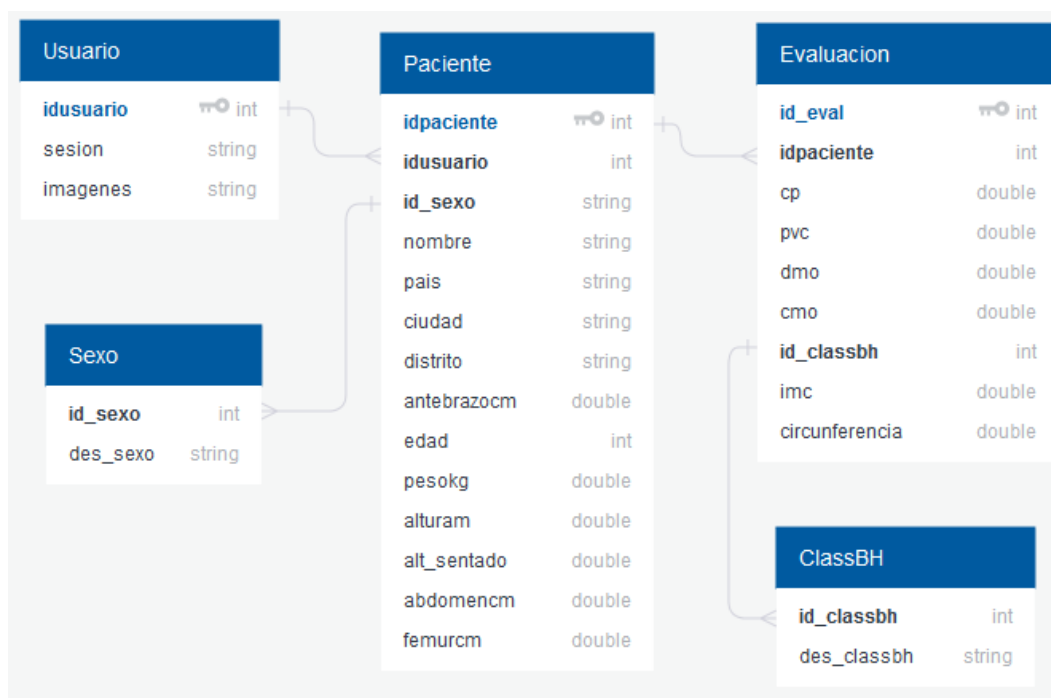 Usuario
idusuario int
sesion string
imagenes string
Paciente
idpaciente int
idusuario int
id_sexo string
nombre string
pais string
ciudad string
distrito string
antebrazocm double
edad int
pesokg double
alturam double
alt_sentado double
abdomencm double
femurcm double
Evaluacion
id_eval int
idpaciente int
cp double
pvc double
dmo double
cmo double
id_classbh int
imc double
circunferencia double
Sexo
id_sexo int
des_sexo string
ClassBH
id_classbh int
des_classbh string